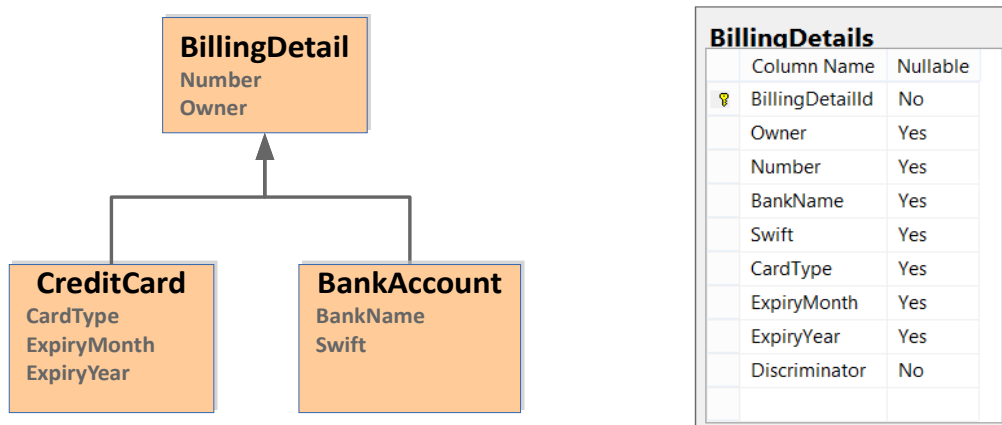 BillingDetail
Number
Owner
CreditCard
CardType
ExpiryMonth
ExpiryYear
BankAccount
BankName
Swift
BillingDetails
Column Name Nullable
BillingDetailId No
Owner Yes
Number Yes
BankName Yes
Swift Yes
CardType Yes
ExpiryMonth Yes
ExpiryYear Yes
Discriminator No